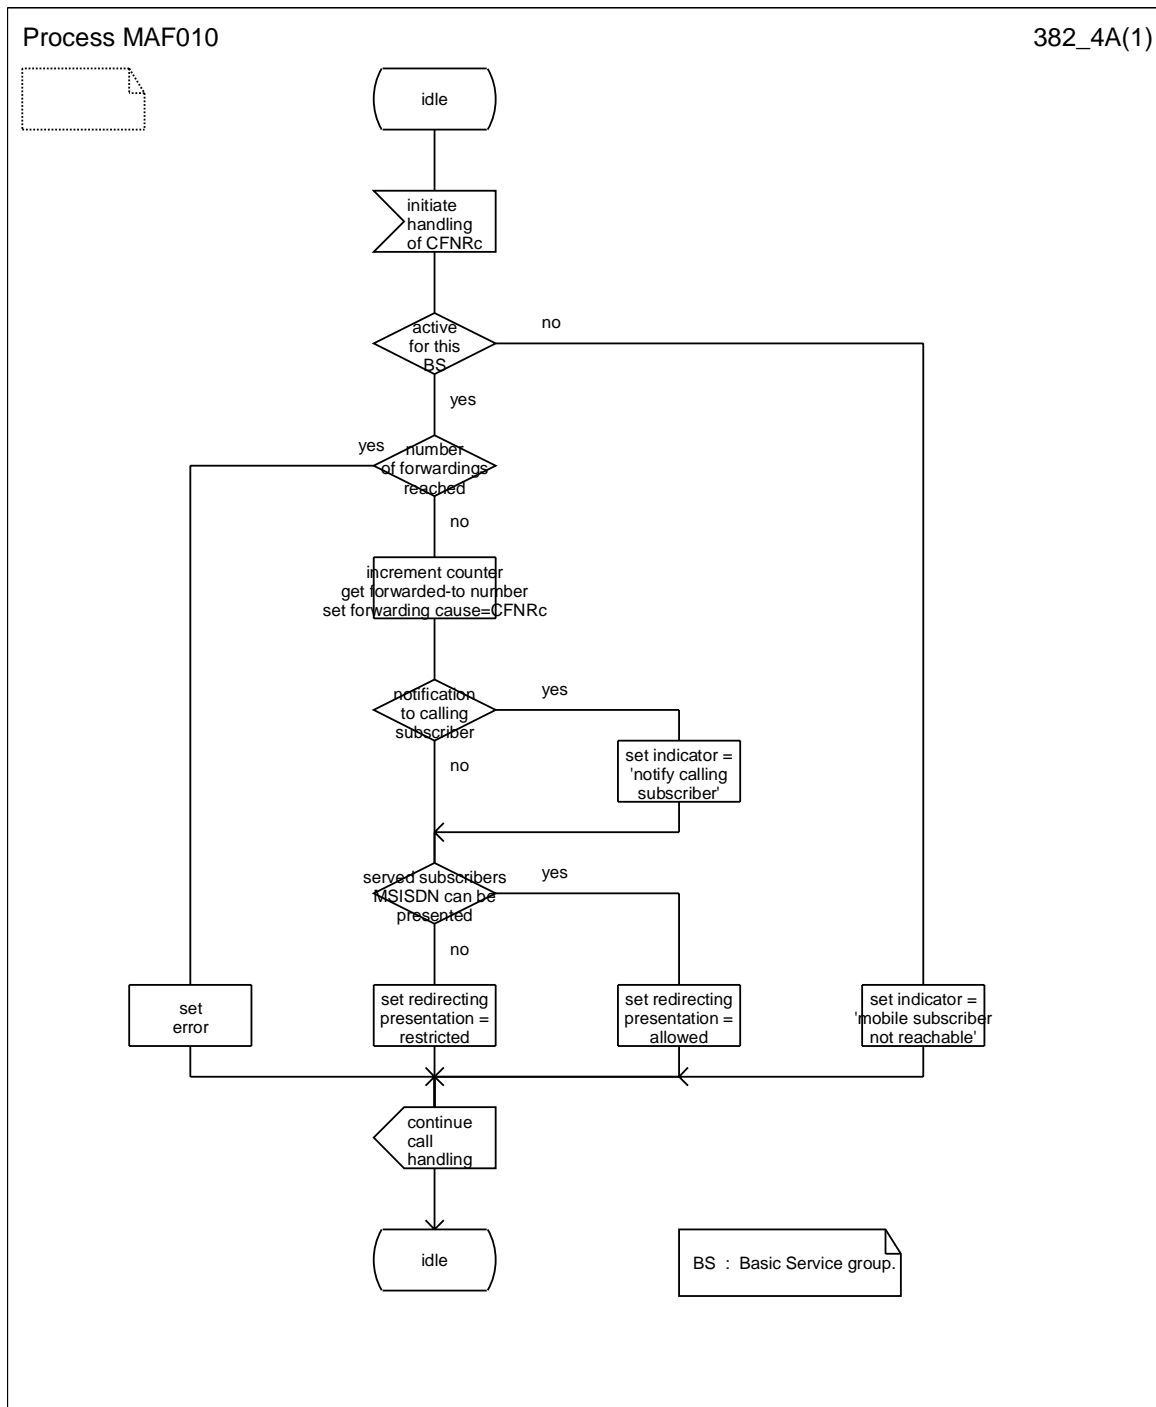 Process MAF010
382_4A(1)
idle
initiate
handling
of CFNRc
active
for this
BS
no
yes
number
of forwardings
reached
yes
no
increment counter
get forwarded-to number
set forwarding cause=CFNRc
notification
to calling
subscriber
yes
no
set indicator =
'notify calling
subscriber'
served subscribers
MSISDN can be
presented
yes
no
set
error
set redirecting
presentation =
restricted
set redirecting
presentation =
allowed
set indicator =
'mobile subscriber
not reachable'
continue
call
handling
idle
BS : Basic Service group.